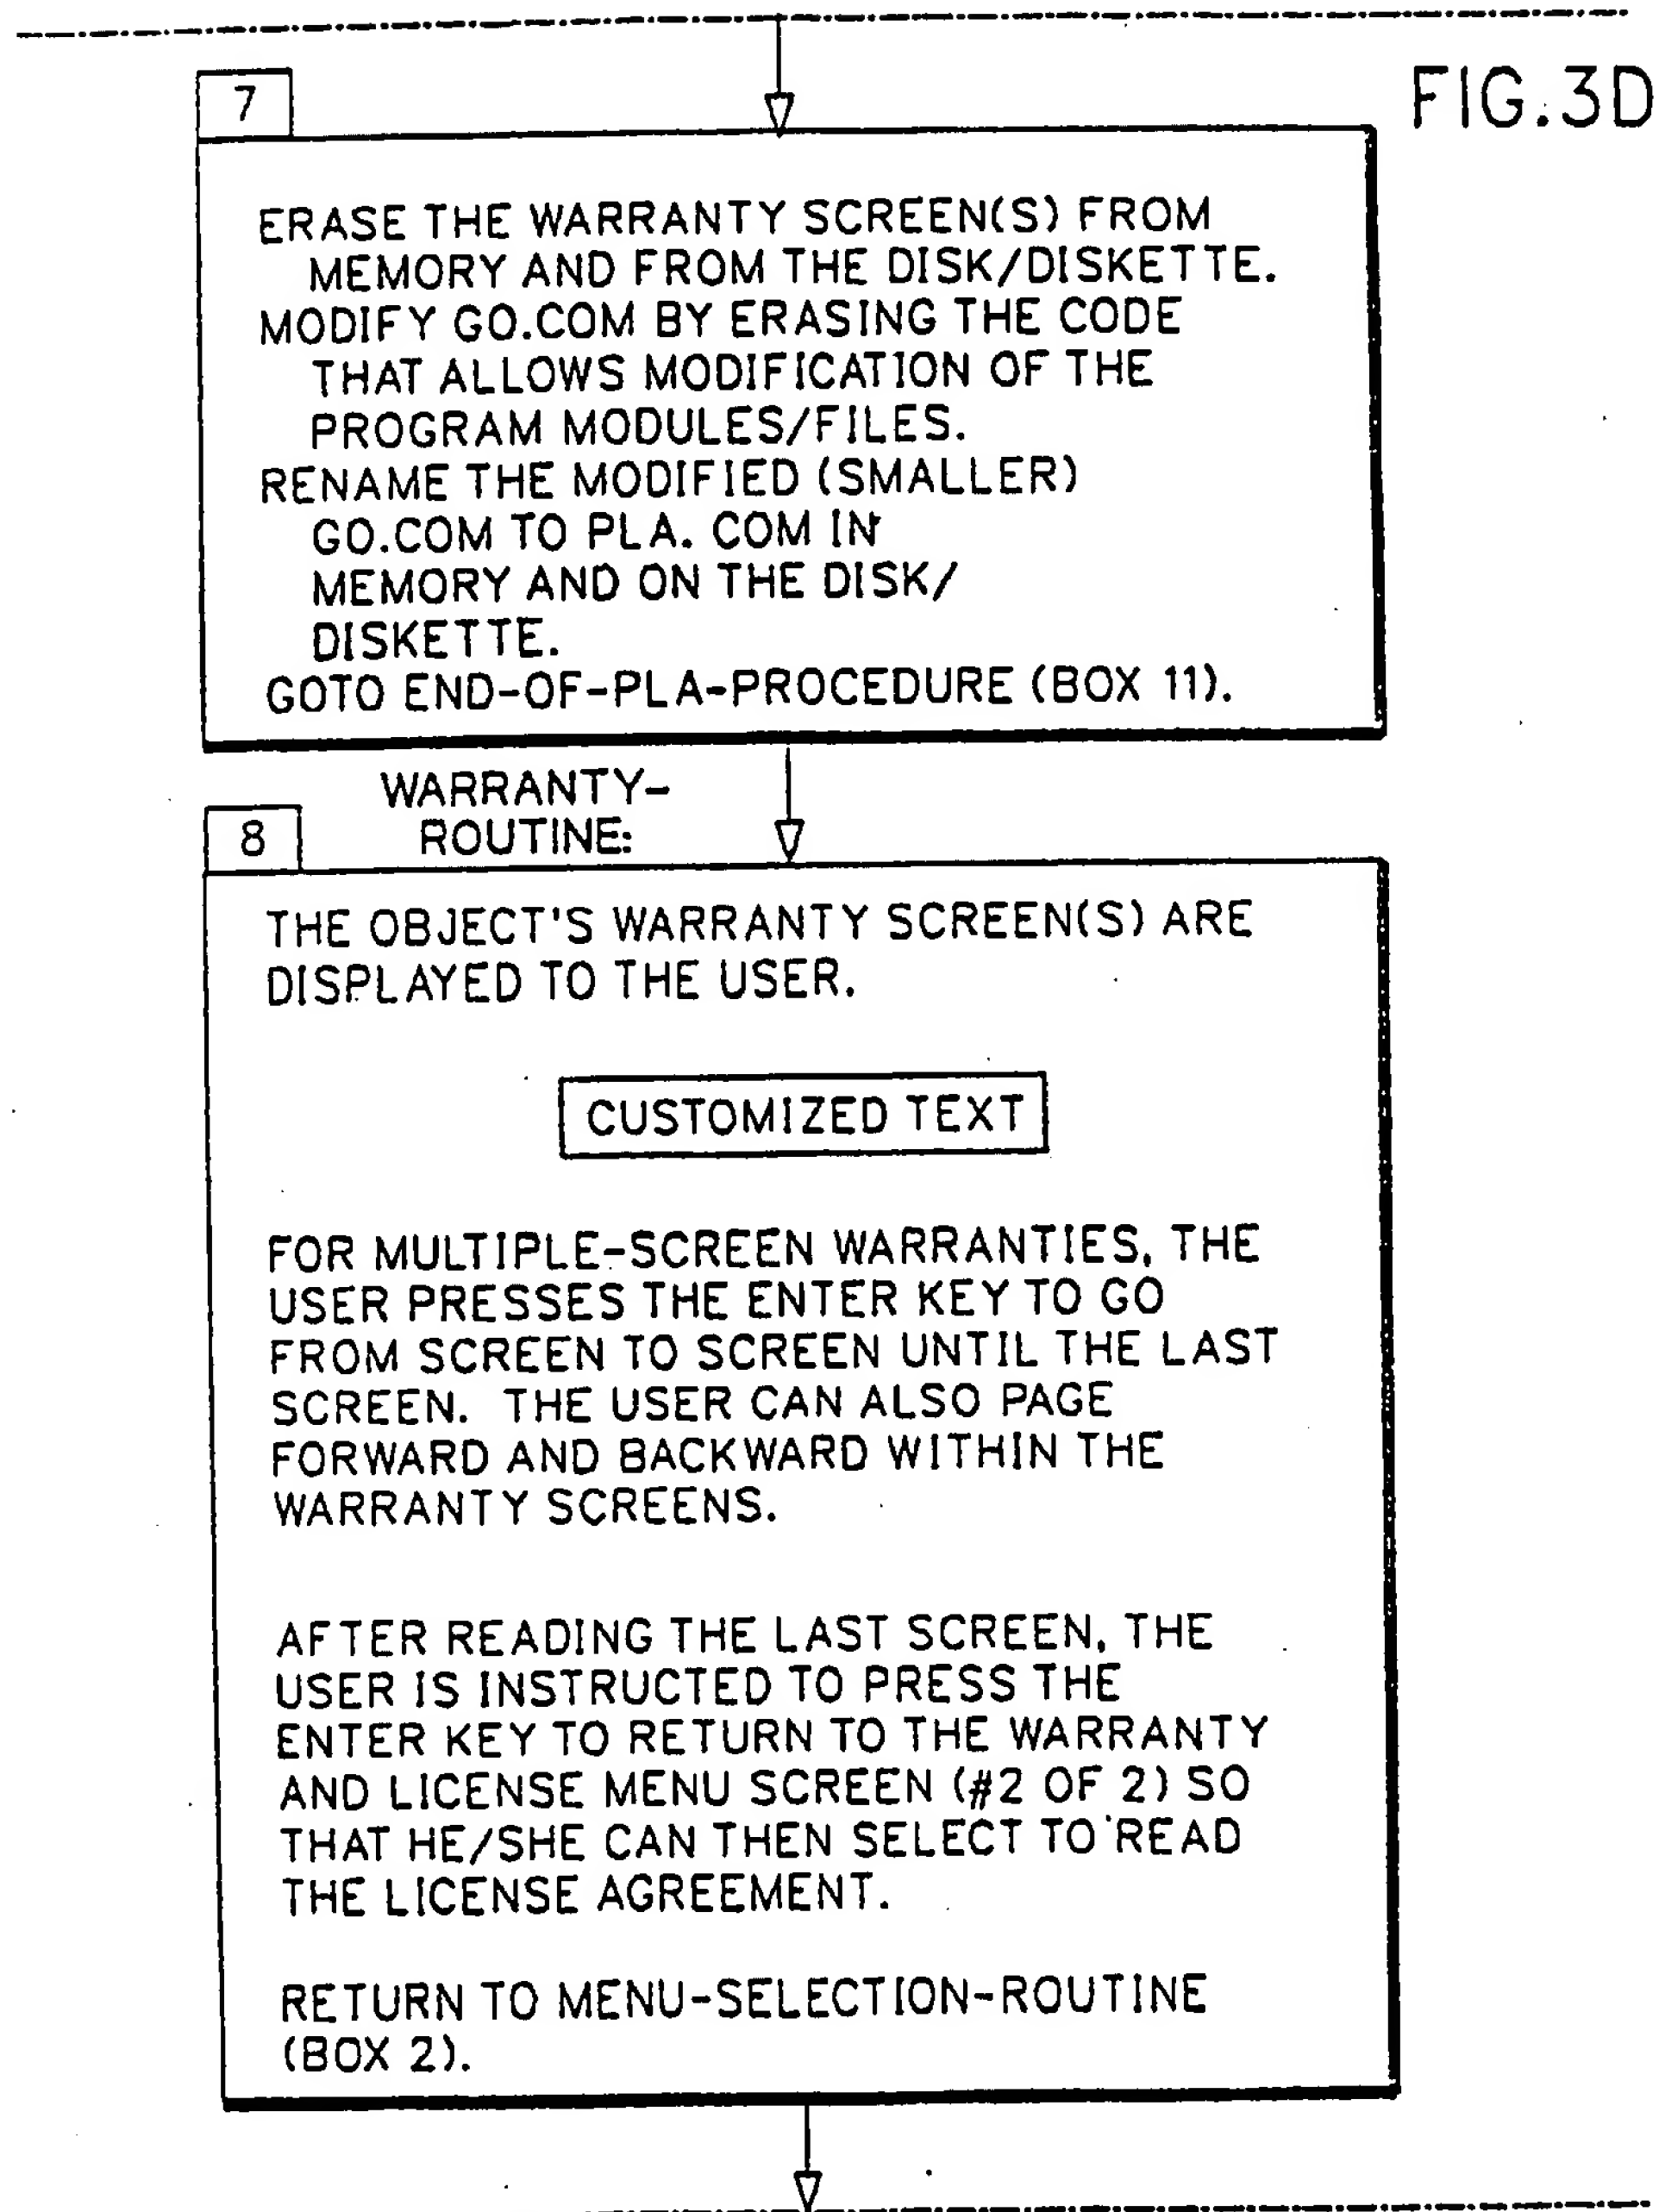 FIG.3D
7
ERASE THE WARRANTY SCREEN(S) FROM
MEMORY AND FROM THE DISK/DISKETTE.
MODIFY GO.COM BY ERASING THE CODE
THAT ALLOWS MODIFICATION OF THE
PROGRAM MODULES/FILES.
RENAME THE MODIFIED (SMALLER)
GO.COM TO PLA. COM IN
MEMORY AND ON THE DISK/
DISKETTE.
GOTO END-OF-PLA-PROCEDURE (BOX 11).
WARRANTY-
ROUTINE:
8
THE OBJECT'S WARRANTY SCREEN(S) ARE
DISPLAYED TO THE USER.
CUSTOMIZED TEXT
FOR MULTIPLE-SCREEN WARRANTIES, THE
USER PRESSES THE ENTER KEY TO GO
FROM SCREEN TO SCREEN UNTIL THE LAST
SCREEN. THE USER CAN ALSO PAGE
FORWARD AND BACKWARD WITHIN THE
WARRANTY SCREENS.
AFTER READING THE LAST SCREEN, THE
USER IS INSTRUCTED TO PRESS THE
ENTER KEY TO RETURN TO THE WARRANTY
AND LICENSE MENU SCREEN (#2 OF 2) SO
THAT HE/SHE CAN THEN SELECT TO READ
THE LICENSE AGREEMENT.
RETURN TO MENU-SELECTION-ROUTINE
(BOX 2).